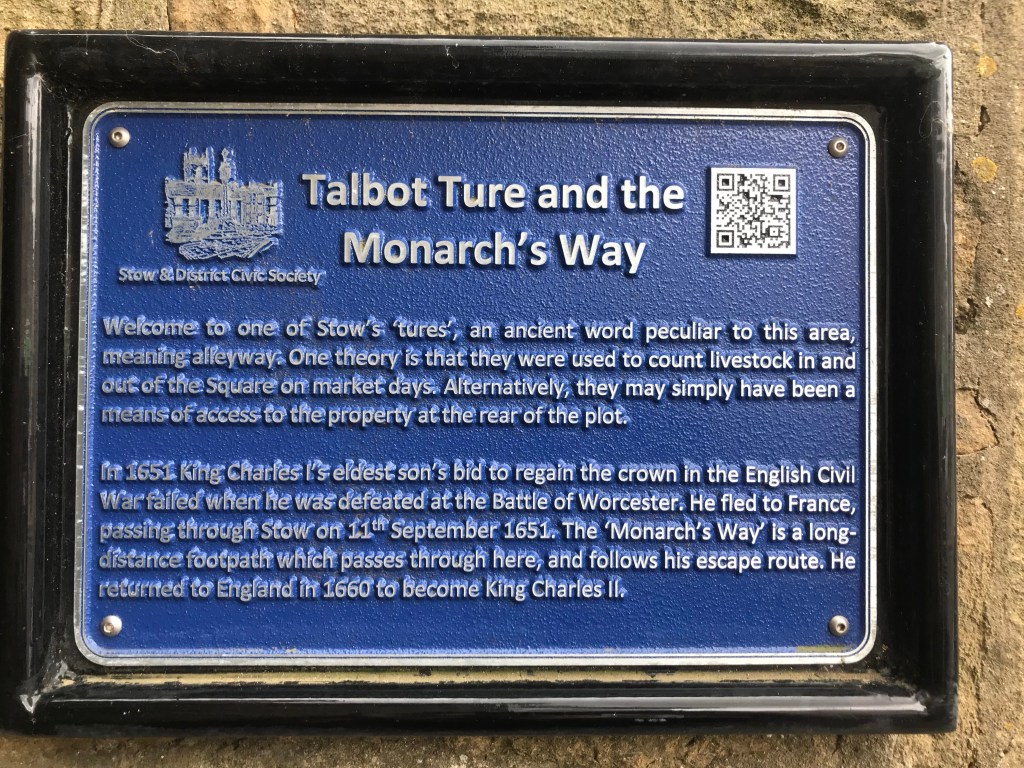 Talbot Ture and the
Monarch's Way
Stow & District Civic Society
Welcome to one of Stow's 'tures', an ancient word peculiar to this area,
meaning alleyway. One theory is that they were used to count livestock in and
out of the Square on market days. Alternatively, they may simply have been a
means of access to the property at the rear of the plot.
In 1651 King Charles I's eldest son's bid to regain the crown in the English Civil
War failed when he was defeated at the Battle of Worcester. He fled to France,
passing through Stow on 11th September 1651. The 'Monarch's Way' is a long-
distance footpath which passes through here, and follows his escape route. He
returned to England in 1660 to become King Charles II.